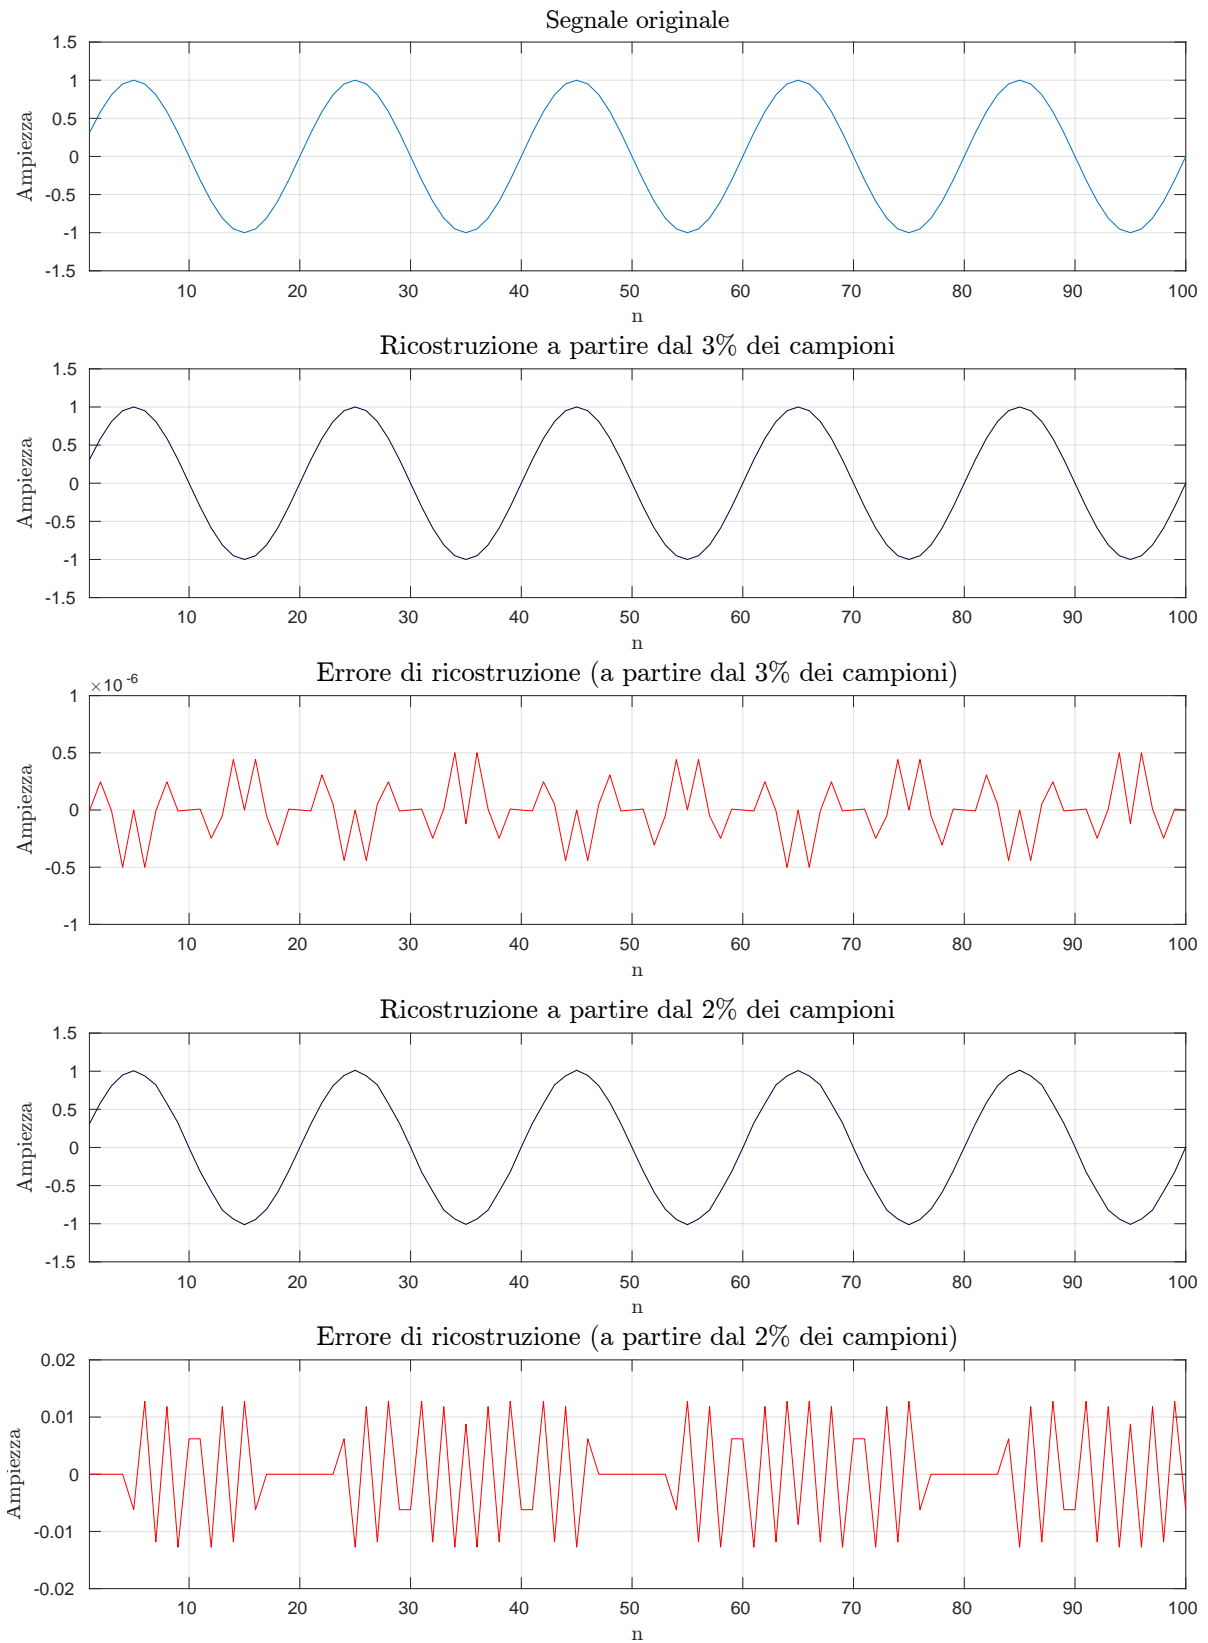 Segnale originale
1.5
1
0.5
0
-0.5
-1
-1.5
Ampiezza
10 20 30 40 50 60 70 80 90 100
n
Ricostruzione a partire dal 3% dei campioni
1.5
1
0.5
0
-0.5
-1
-1.5
Ampiezza
10 20 30 40 50 60 70 80 90 100
n
Errore di ricostruzione (a partire dal 3% dei campioni)
×10⁻⁶
1
0.5
0
-0.5
-1
Ampiezza
10 20 30 40 50 60 70 80 90 100
n
Ricostruzione a partire dal 2% dei campioni
1.5
1
0.5
0
-0.5
-1
-1.5
Ampiezza
10 20 30 40 50 60 70 80 90 100
n
Errore di ricostruzione (a partire dal 2% dei campioni)
0.02
0.01
0
-0.01
-0.02
Ampiezza
10 20 30 40 50 60 70 80 90 100
n